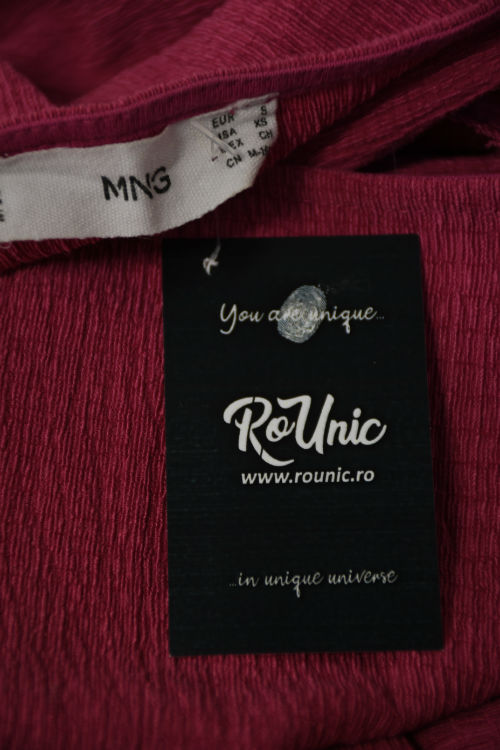 MNG
EUR S
USA XS
MEX CH
CN
You are unique...
RoUnic
www.rounic.ro
...in unique universe